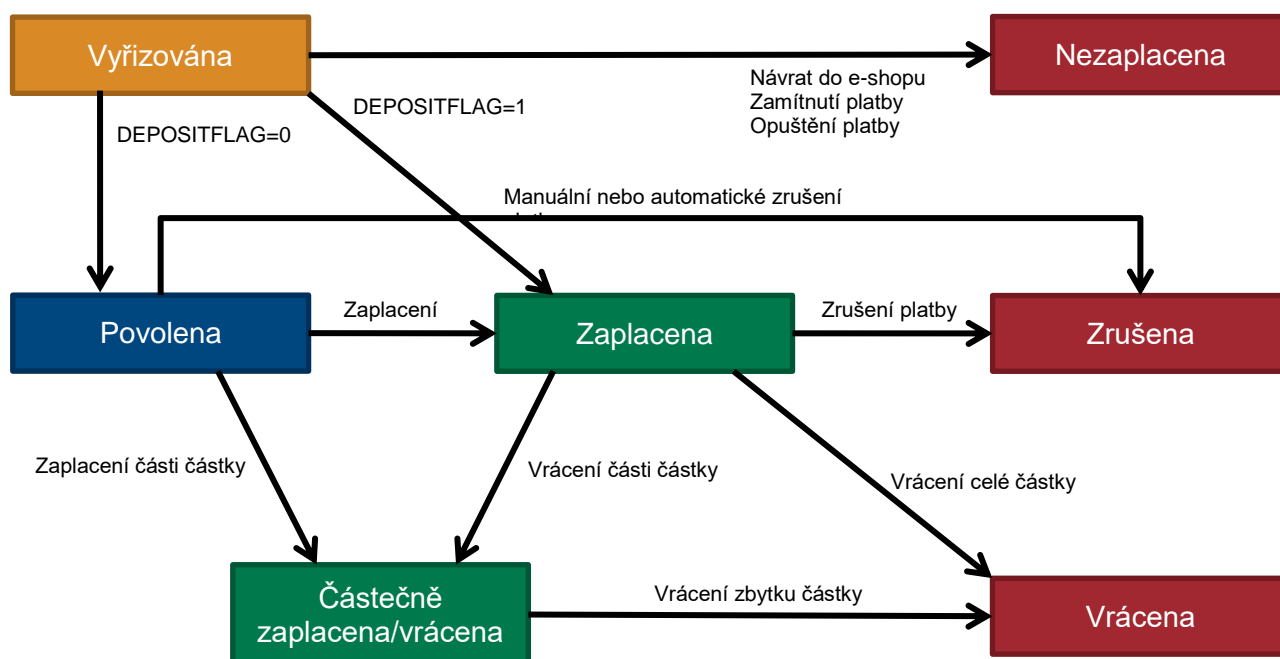 Vyřizována
Nezaplacena
Návrat do e-shopu
Zamítnutí platby
Opuštění platby
DEPOSITFLAG=1
DEPOSITFLAG=0
Manuální nebo automatické zrušení
Povolena
Zaplacení
Zaplacena
Zrušení platby
Zrušena
Zaplacení části částky
Vrácení části částky
Vrácení celé částky
Částečně
zaplacena/vrácena
Vrácení zbytku částky
Vrácena